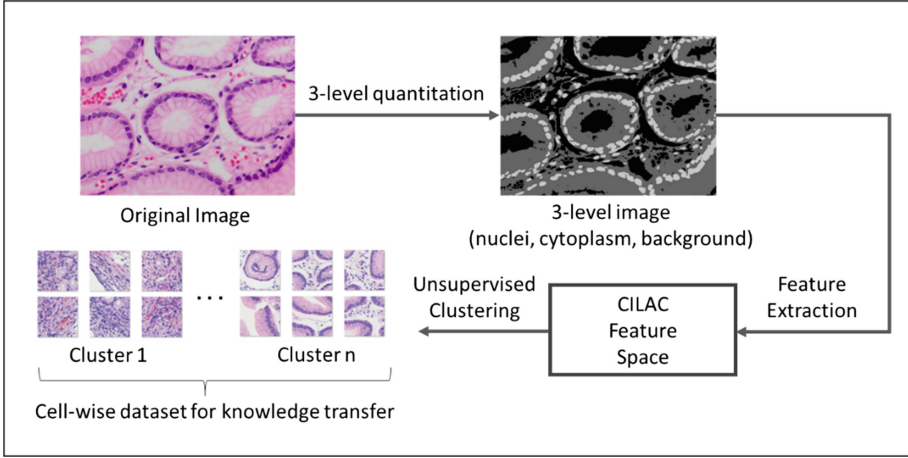 3-level quantitation
Original Image
3-level image
(nuclei, cytoplasm, background)
Feature
Extraction
CILAC
Feature
Space
Unsupervised
Clustering
...
Cluster 1
Cluster n
Cell-wise dataset for knowledge transfer